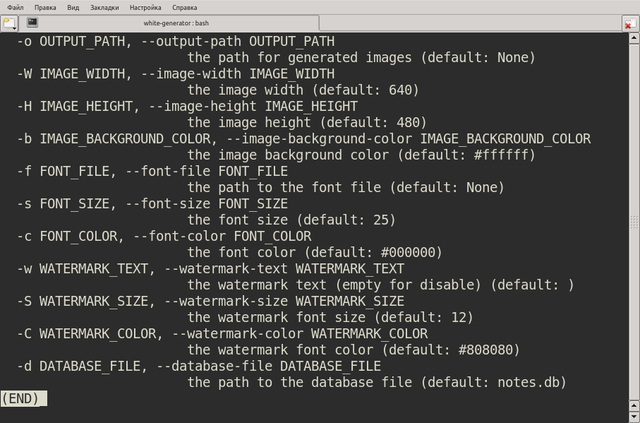 Файл Правка Вид Закладки Настройка Справка
white-generator : bash
-o OUTPUT_PATH, --output-path OUTPUT_PATH
the path for generated images (default: None)
-W IMAGE_WIDTH, --image-width IMAGE_WIDTH
the image width (default: 640)
-H IMAGE_HEIGHT, --image-height IMAGE_HEIGHT
the image height (default: 480)
-b IMAGE_BACKGROUND_COLOR, --image-background-color IMAGE_BACKGROUND_COLOR
the image background color (default: #ffffff)
-f FONT_FILE, --font-file FONT_FILE
the path to the font file (default: None)
-s FONT_SIZE, --font-size FONT_SIZE
the font size (default: 25)
-c FONT_COLOR, --font-color FONT_COLOR
the font color (default: #000000)
-w WATERMARK_TEXT, --watermark-text WATERMARK_TEXT
the watermark text (empty for disable) (default: )
-S WATERMARK_SIZE, --watermark-size WATERMARK_SIZE
the watermark font size (default: 12)
-C WATERMARK_COLOR, --watermark-color WATERMARK_COLOR
the watermark font color (default: #808080)
-d DATABASE_FILE, --database-file DATABASE_FILE
the path to the database file (default: notes.db)
(END)